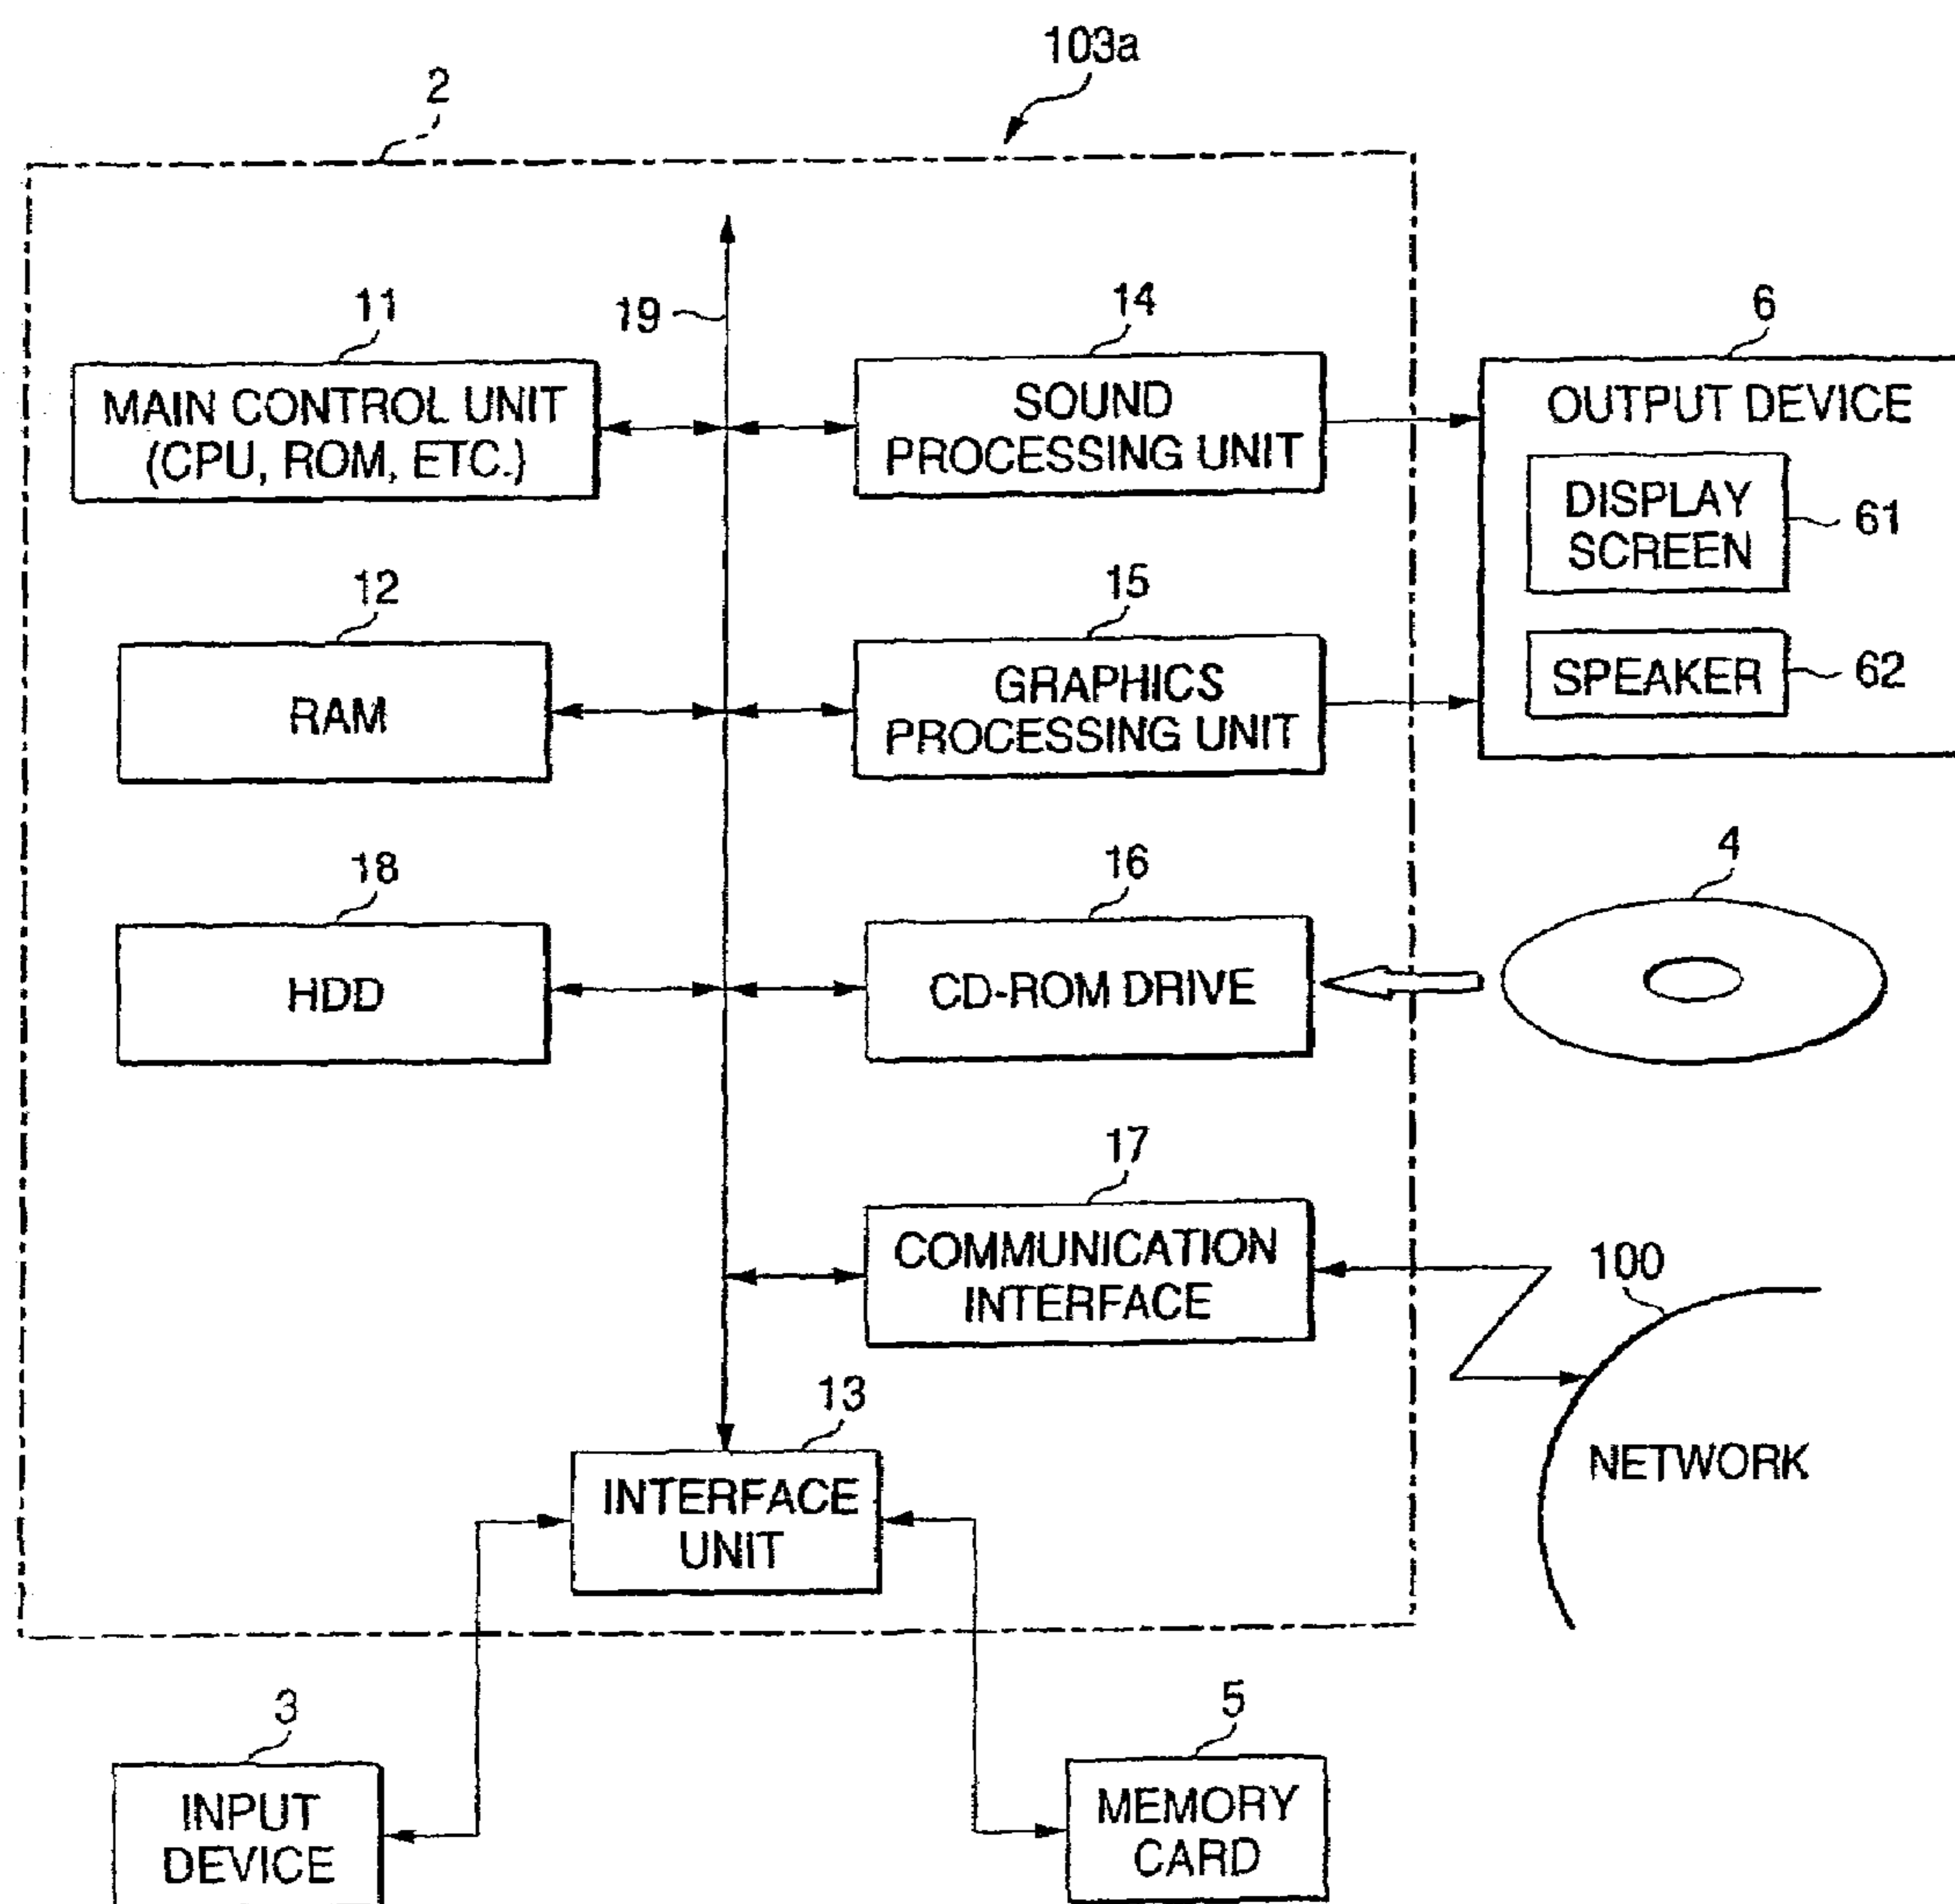 103a
2
11
19
14
6
MAIN CONTROL UNIT
(CPU, ROM, ETC.)
SOUND
PROCESSING UNIT
OUTPUT DEVICE
DISPLAY
SCREEN
61
12
15
RAM
GRAPHICS
PROCESSING UNIT
SPEAKER
62
18
16
4
HDD
CD-ROM DRIVE
17
COMMUNICATION
INTERFACE
100
13
NETWORK
INTERFACE
UNIT
3
5
INPUT
DEVICE
MEMORY
CARD